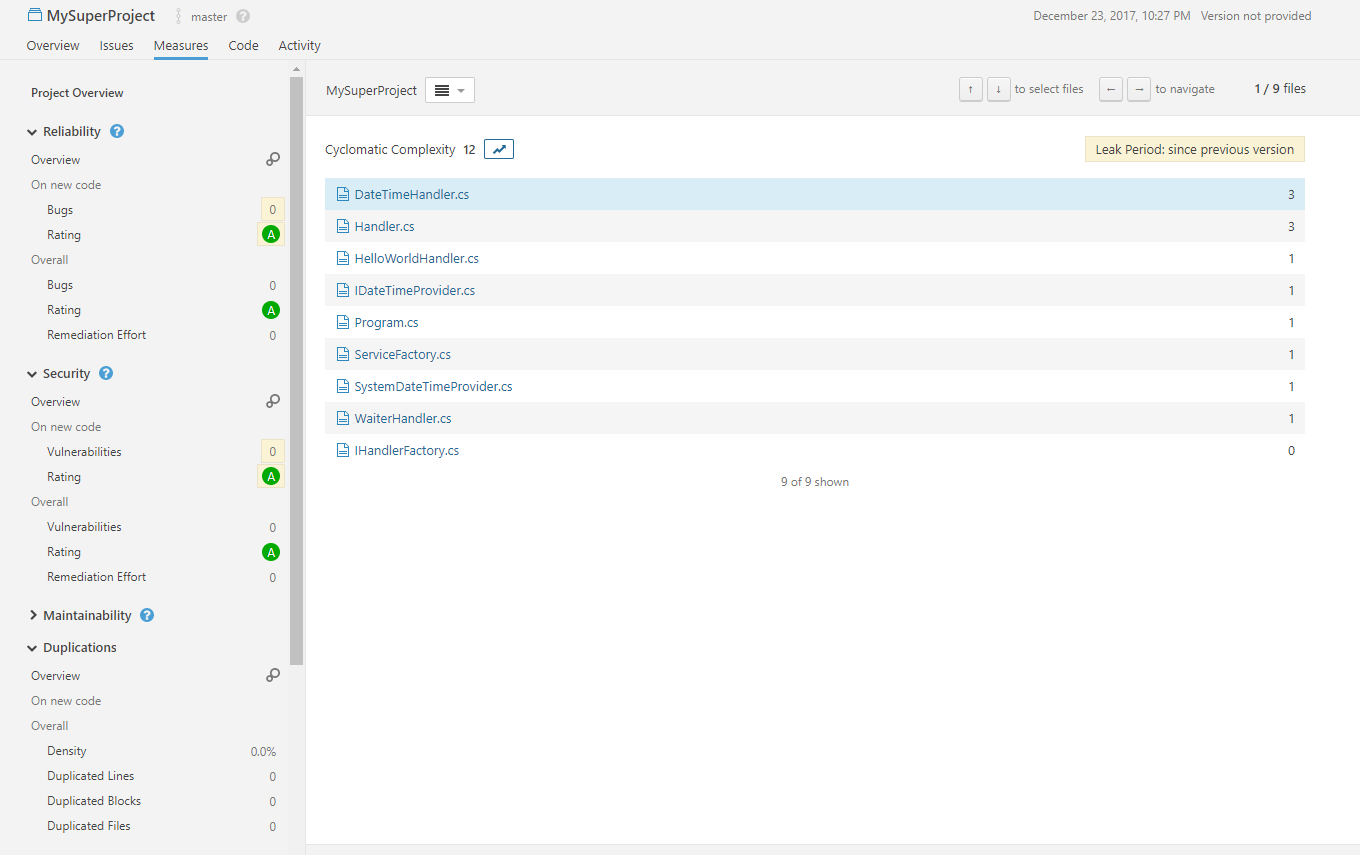 MySuperProject master ? December 23, 2017, 10:27 PM Version not provided
Overview Issues Measures Code Activity
Project Overview
Reliability ?
Overview
On new code
Bugs 0
Rating A
Overall
Bugs 0
Rating A
Remediation Effort 0
Security ?
Overview
On new code
Vulnerabilities 0
Rating A
Overall
Vulnerabilities 0
Rating A
Remediation Effort 0
Maintainability ?
Duplications
Overview
On new code
Overall
Density 0.0%
Duplicated Lines 0
Duplicated Blocks 0
Duplicated Files 0
MySuperProject ↑ ↓ to select files ← → to navigate 1 / 9 files
Cyclomatic Complexity 12 Leak Period: since previous version
DateTimeHandler.cs 3
Handler.cs 3
HelloWorldHandler.cs 1
IDateTimeProvider.cs 1
Program.cs 1
ServiceFactory.cs 1
SystemDateTimeProvider.cs 1
WaiterHandler.cs 1
IHandlerFactory.cs 0
9 of 9 shown